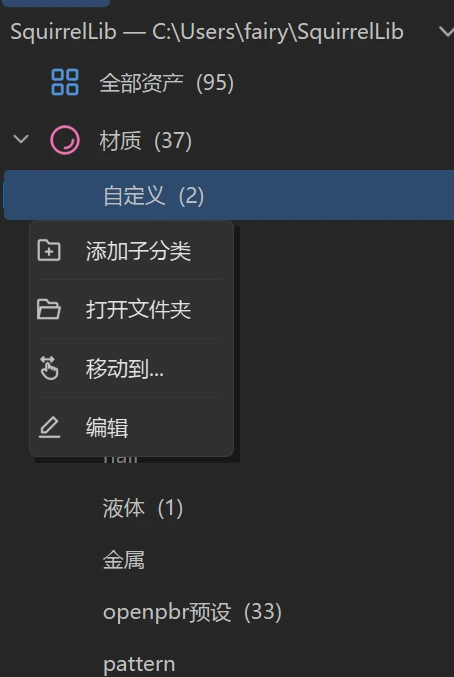 SquirrelLib — C:\Users\fairy\SquirrelLib
全部资产 (95)
材质 (37)
自定义 (2)
添加子分类
打开文件夹
移动到...
编辑
液体 (1)
金属
openpbr预设 (33)
pattern